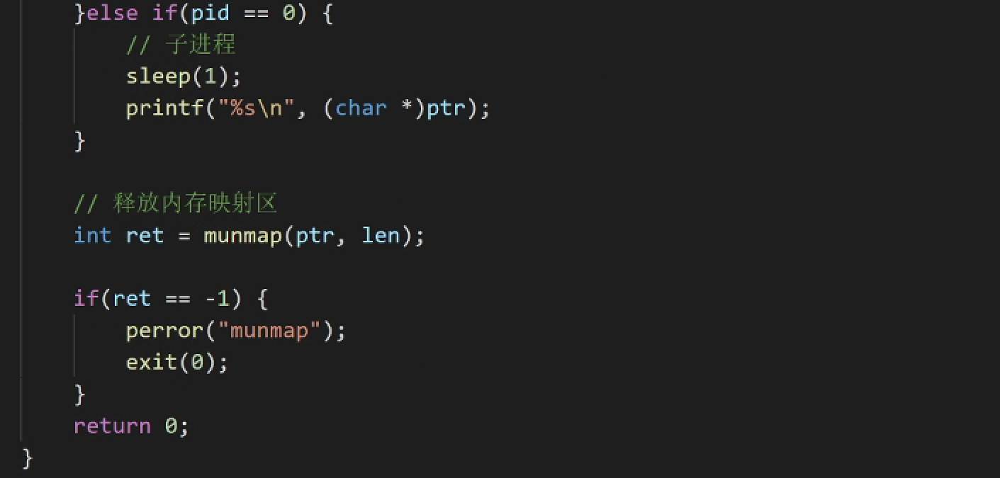 }else if(pid == 0) {
// 子进程
sleep(1);
printf("%s\n", (char *)ptr);
}
// 释放内存映射区
int ret = munmap(ptr, len);
if(ret == -1) {
perror("munmap");
exit(0);
}
return 0;
}